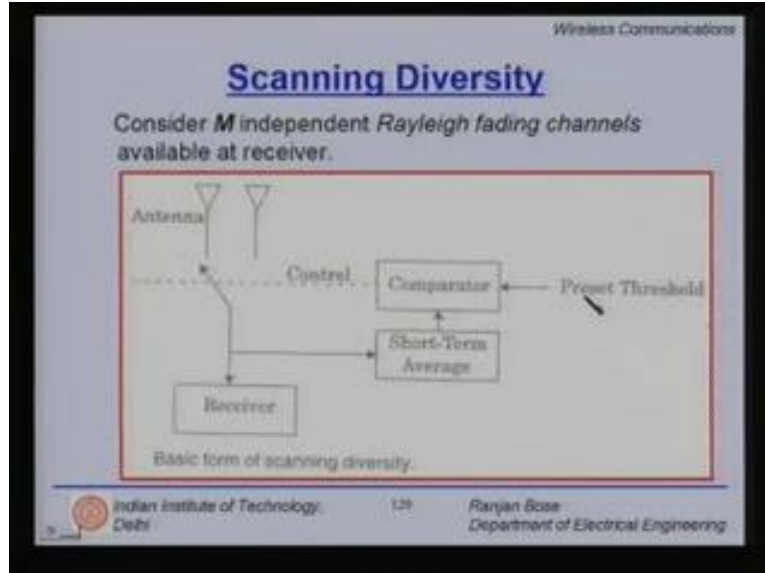 Wireless Communications
Scanning Diversity
Consider M independent Rayleigh fading channels
available at receiver.
Antenna
Control
Comparator
Preset Threshold
Short-Term
Average
Receiver
Basic form of scanning diversity.
Indian Institute of Technology,
Delhi
Ranjan Bose
Department of Electrical Engineering